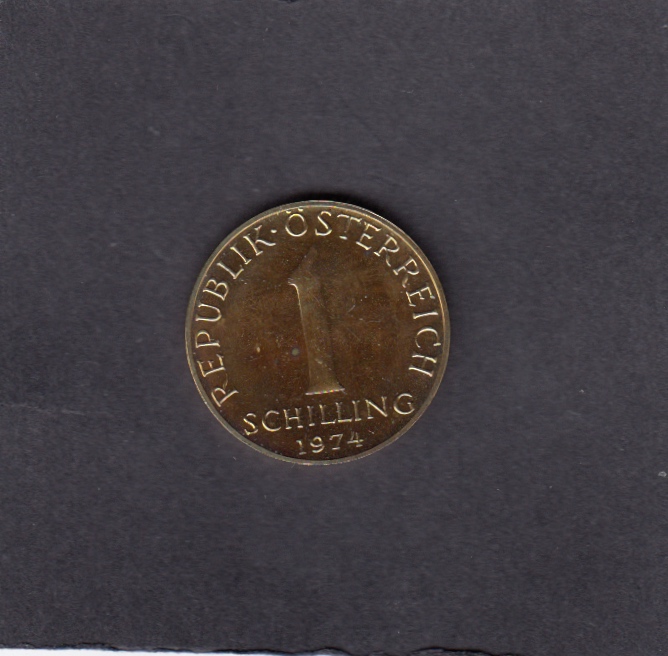 REPUBLIK · ÖSTERREICH
1
SCHILLING
1974